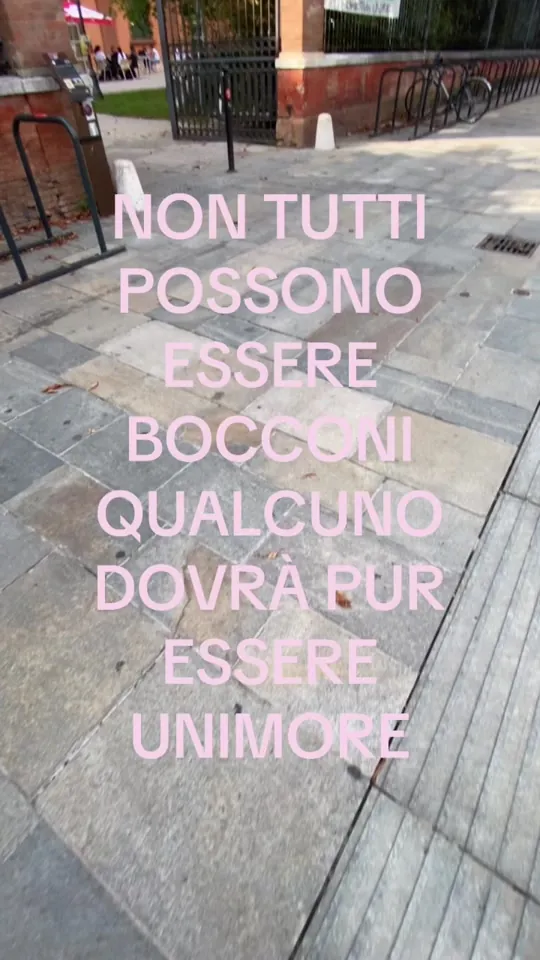 NON TUTTI
POSSONO
ESSERE
BOCCONI
QUALCUNO
DOVRÀ PUR
ESSERE
UNIMORE